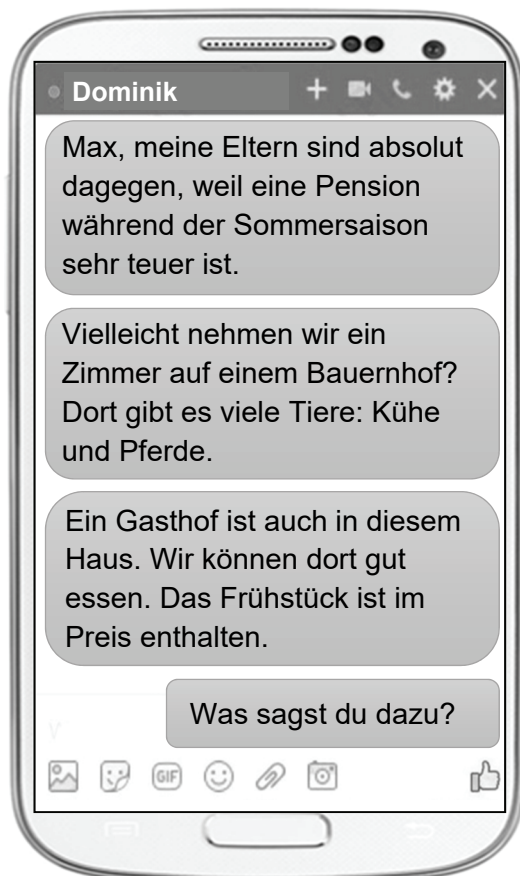 Dominik
Max, meine Eltern sind absolut
dagegen, weil eine Pension
während der Sommersaison
sehr teuer ist.
Vielleicht nehmen wir ein
Zimmer auf einem Bauernhof?
Dort gibt es viele Tiere: Kühe
und Pferde.
Ein Gasthof ist auch in diesem
Haus. Wir können dort gut
essen. Das Frühstück ist im
Preis enthalten.
Was sagst du dazu?
GIF